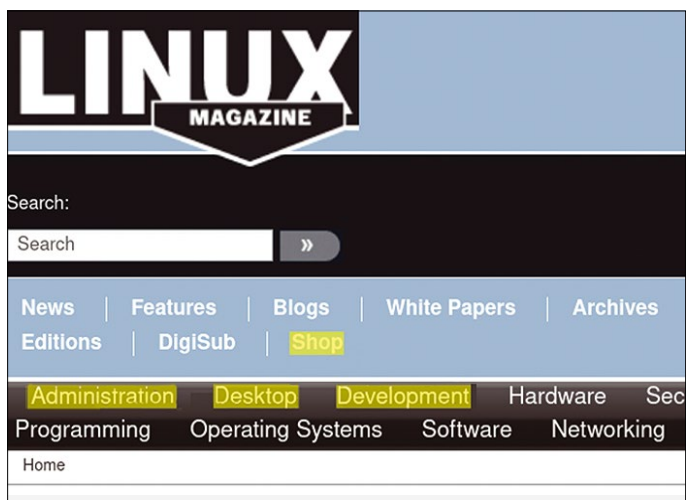 LINUX
MAGAZINE
Search:
Search »
News Features Blogs White Papers Archives
Editions DigiSub Shop
Administration Desktop Development Hardware Sec
Programming Operating Systems Software Networking
Home